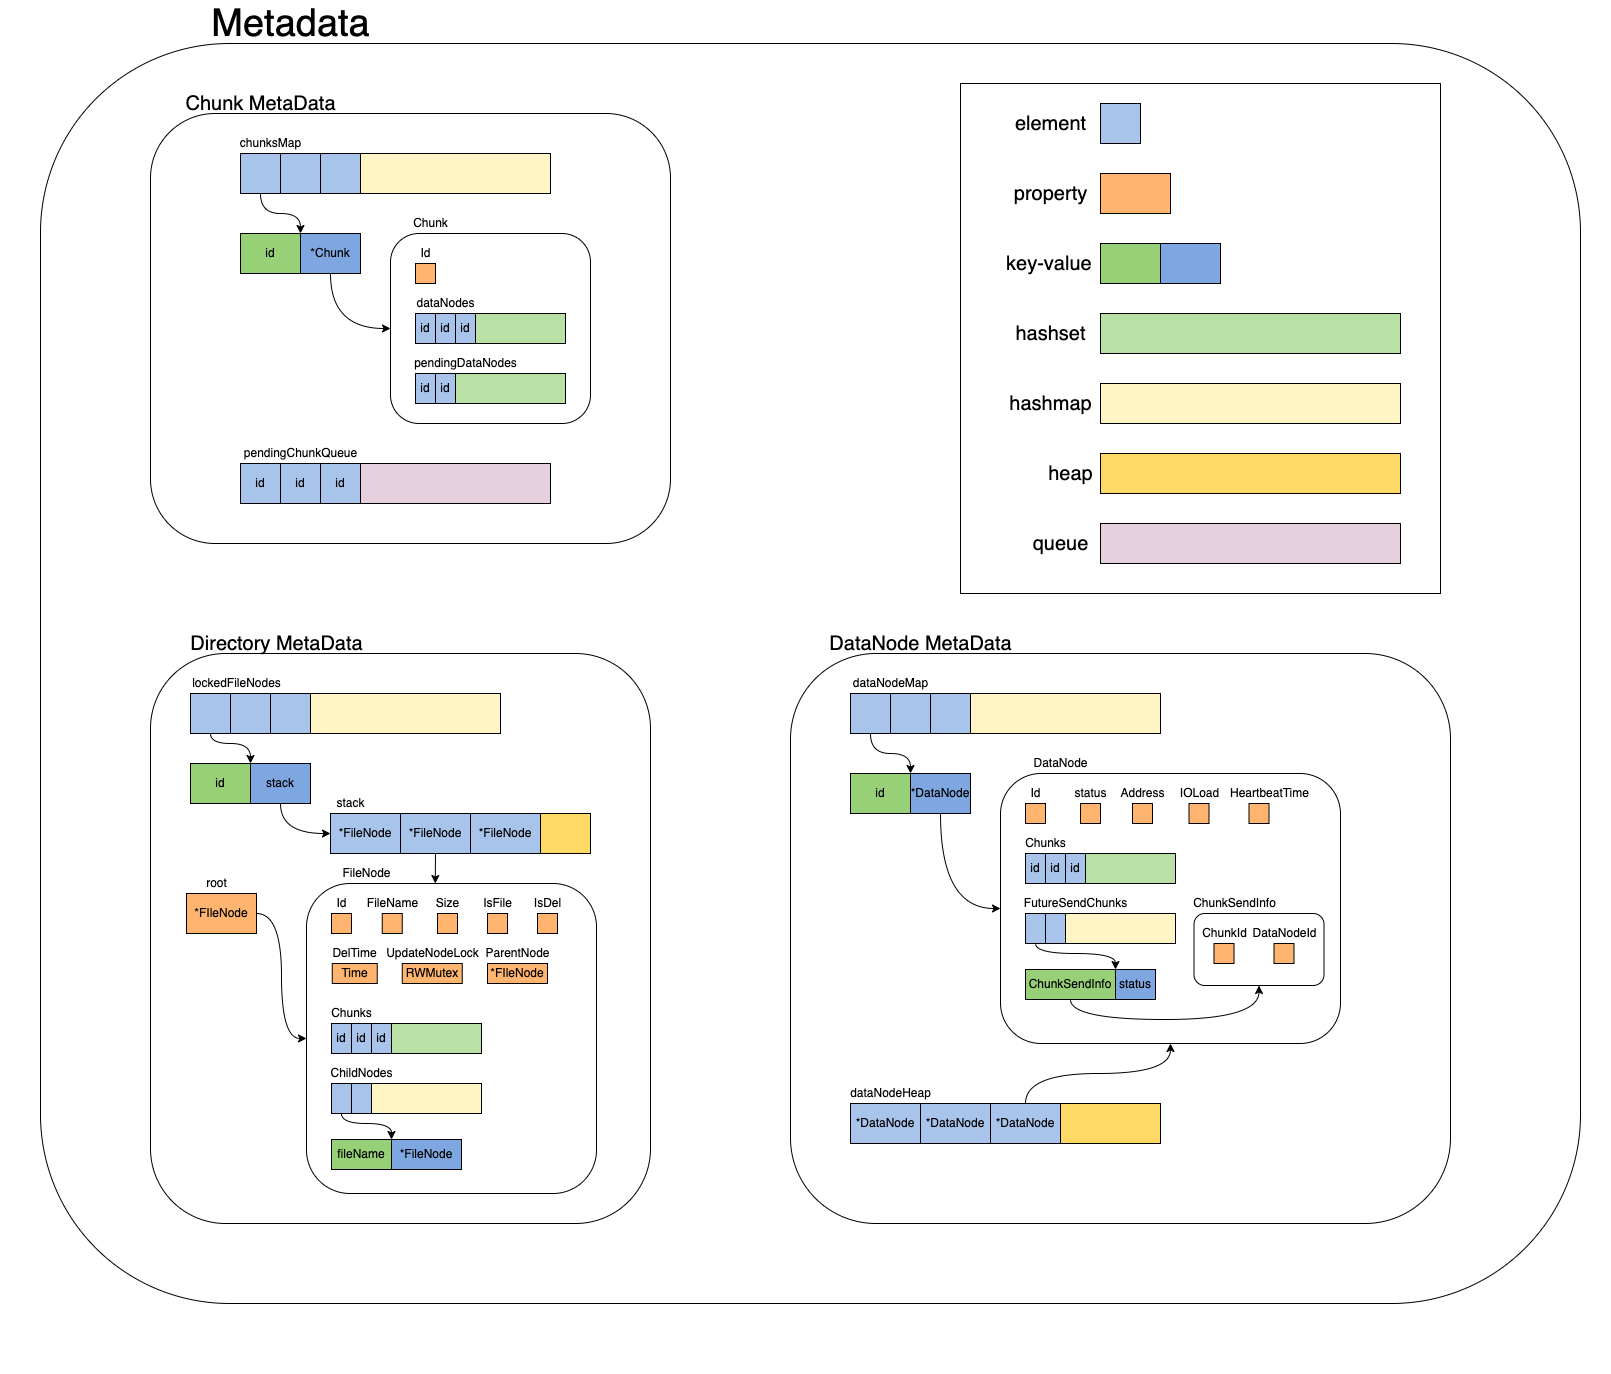 Metadata
Chunk MetaData
chunksMap
id *Chunk
Chunk
Id
dataNodes
id id id
pendingDataNodes
id id
pendingChunkQueue
id id id
element
property
key-value
hashset
hashmap
heap
queue
Directory MetaData
lockedFileNodes
id stack
stack
*FileNode *FileNode *FileNode
root
*FIleNode
FileNode
Id FileName Size IsFile IsDel
DelTime UpdateNodeLock ParentNode
Time RWMutex *FIleNode
Chunks
id id id
ChildNodes
fileName *FileNode
DataNode MetaData
dataNodeMap
id *DataNode
DataNode
Id status Address IOLoad HeartbeatTime
Chunks
id id id
FutureSendChunks
ChunkSendInfo status
ChunkSendInfo
ChunkId DataNodeId
dataNodeHeap
*DataNode *DataNode *DataNode